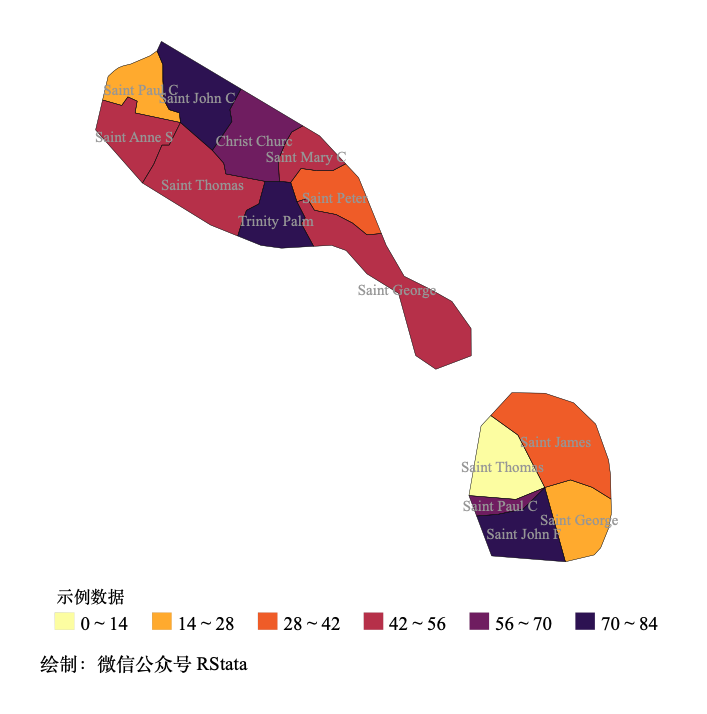 Saint Paul C
Saint John C
Saint Anne S
Christ Churc
Saint Mary C
Saint Thomas
Saint Peter
Trinity Palm
Saint George
Saint James
Saint Thomas
Saint Paul C
Saint George
Saint John F
示例数据
0 ~ 14 14 ~ 28 28 ~ 42 42 ~ 56 56 ~ 70 70 ~ 84
绘制：微信公众号 RStata